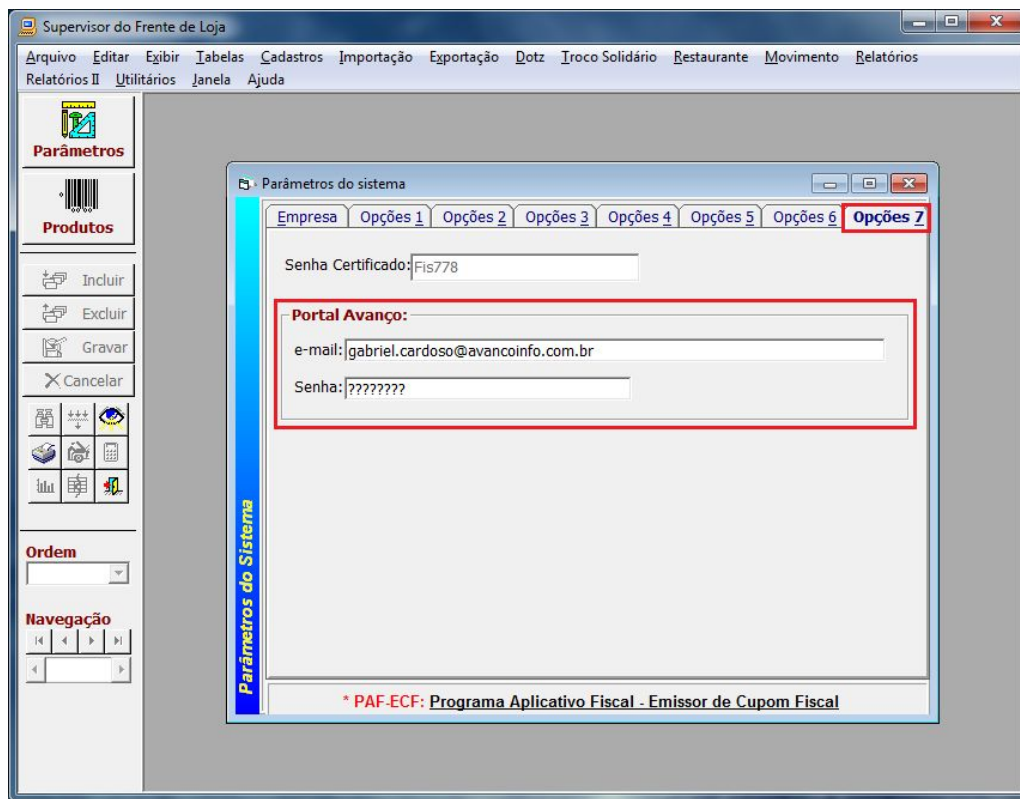 Supervisor do Frente de Loja
Arquivo Editar Exibir Tabelas Cadastros Importação Exportação Dotz Troco Solidário Restaurante Movimento Relatórios
Relatórios II Utilitários Janela Ajuda
Parâmetros
Produtos
Incluir
Excluir
Gravar
Cancelar
Ordem
Navegação
Parâmetros do sistema
Empresa Opções 1 Opções 2 Opções 3 Opções 4 Opções 5 Opções 6 Opções 7
Senha Certificado: Fis778
Portal Avanço:
e-mail: gabriel.cardoso@avancoinfo.com.br
Senha: ????????
Parâmetros do Sistema
* PAF-ECF: Programa Aplicativo Fiscal - Emissor de Cupom Fiscal